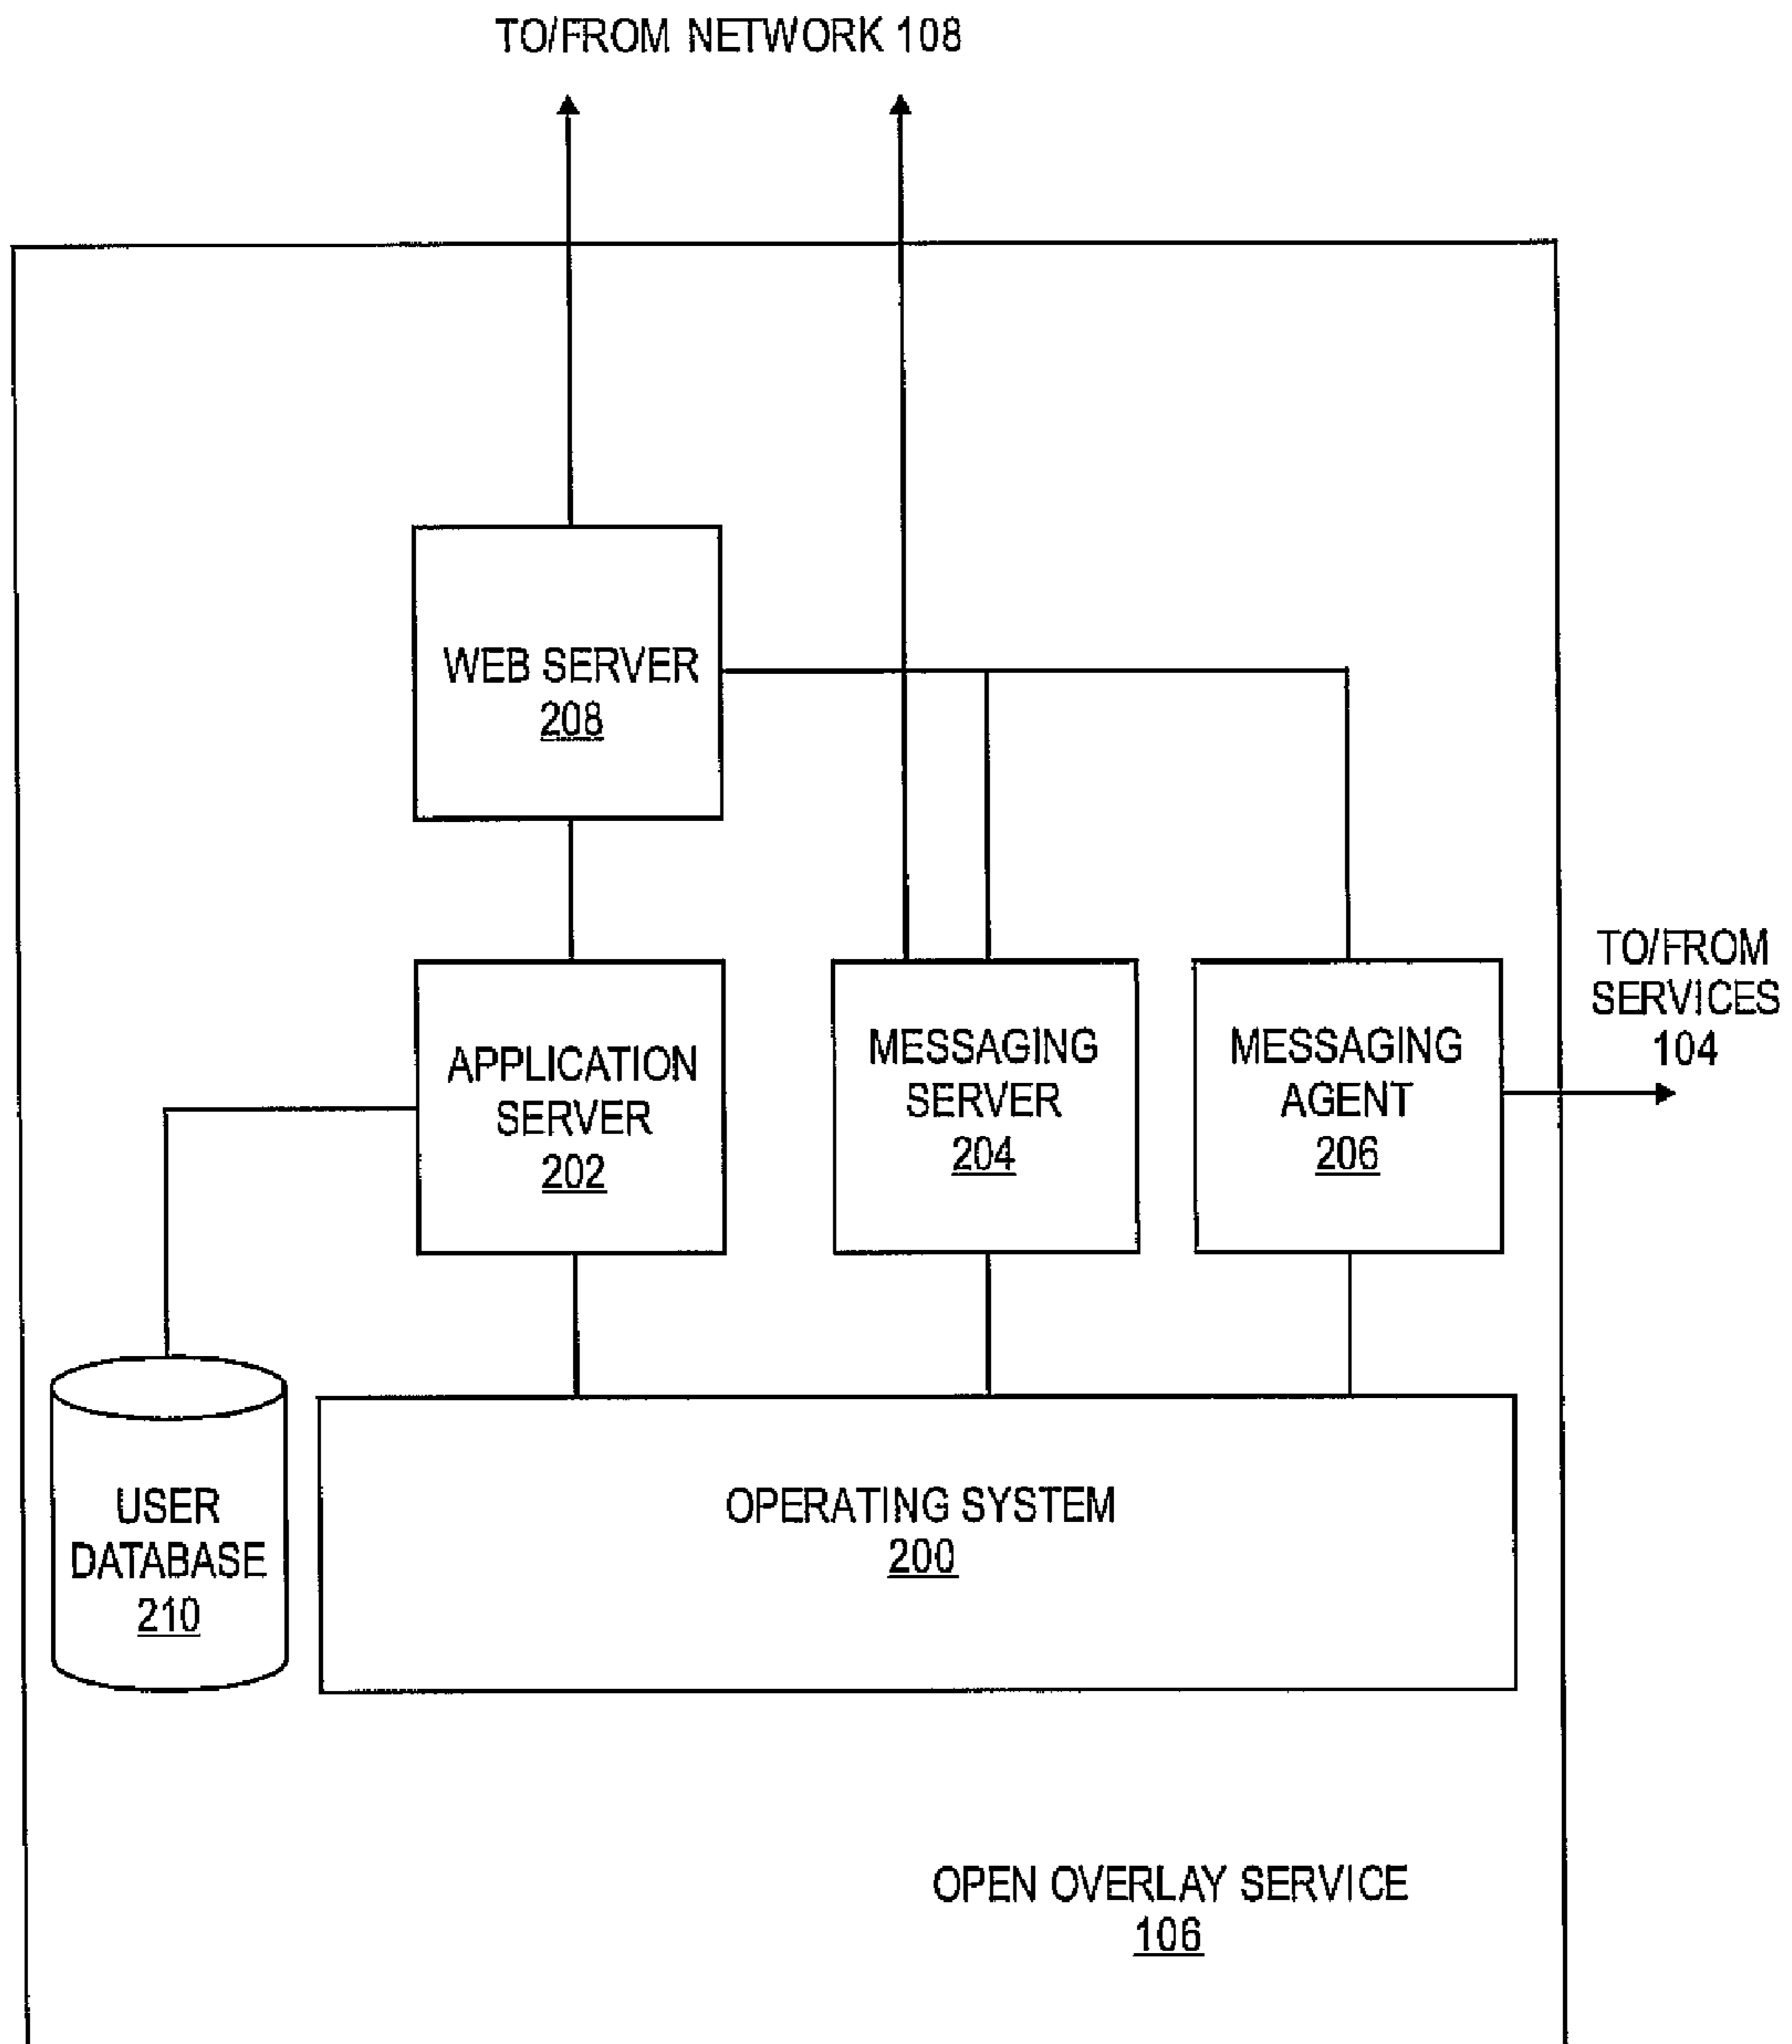 TO/FROM NETWORK 108
WEB SERVER
208
TO/FROM
SERVICES
104
APPLICATION
SERVER
202
MESSAGING
SERVER
204
MESSAGING
AGENT
206
USER
DATABASE
210
OPERATING SYSTEM
200
OPEN OVERLAY SERVICE
106